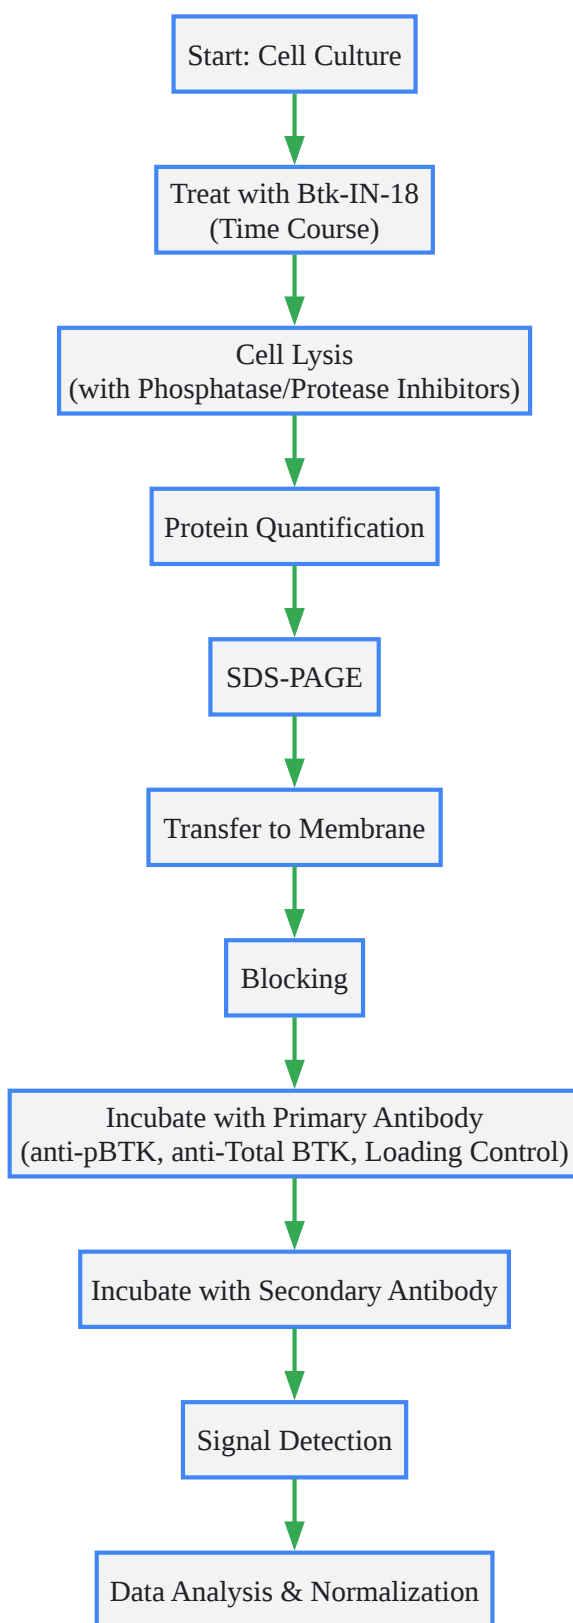 Start: Cell Culture
Treat with Btk-IN-18
(Time Course)
Cell Lysis
(with Phosphatase/Protease Inhibitors)
Protein Quantification
SDS-PAGE
Transfer to Membrane
Blocking
Incubate with Primary Antibody
(anti-pBTK, anti-Total BTK, Loading Control)
Incubate with Secondary Antibody
Signal Detection
Data Analysis & Normalization